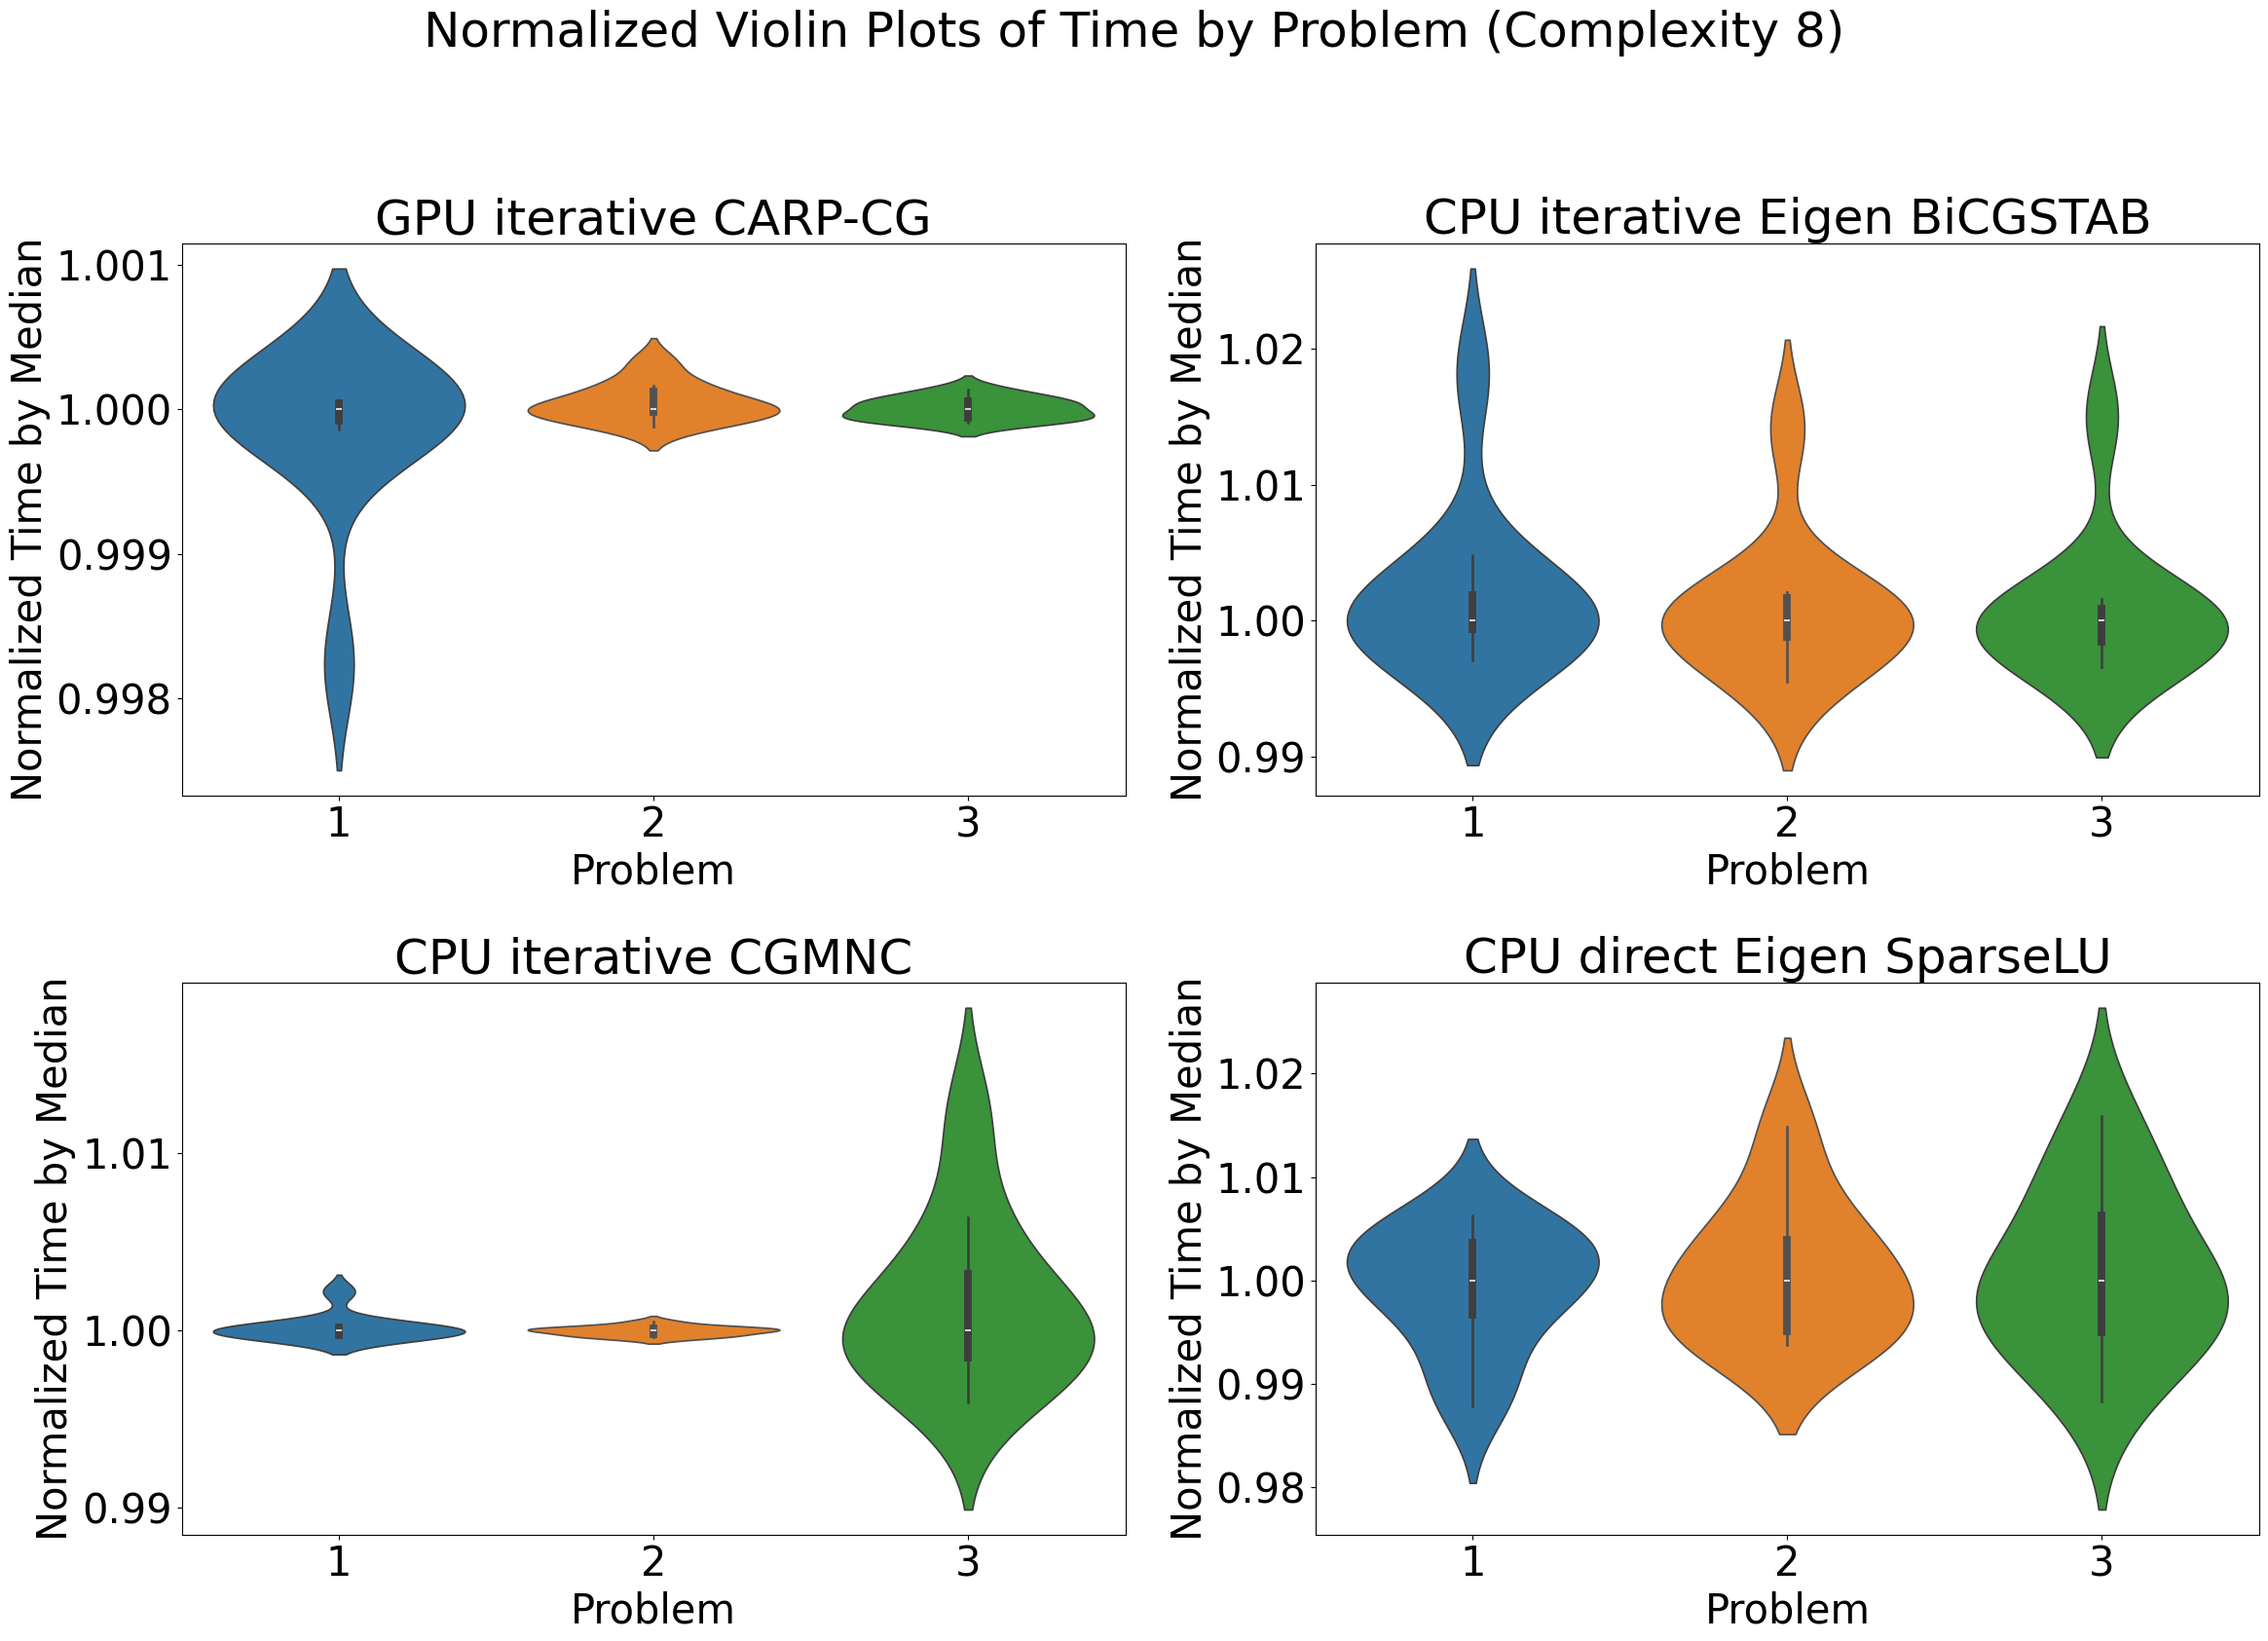 Normalized Violin Plots of Time by Problem (Complexity 8)
GPU iterative CARP-CG
Normalized Time by Median
1.001
1.000
0.999
0.998
1 2 3
Problem
CPU iterative Eigen BiCGSTAB
Normalized Time by Median
1.02
1.01
1.00
0.99
1 2 3
Problem
CPU iterative CGMNC
Normalized Time by Median
1.01
1.00
0.99
1 2 3
Problem
CPU direct Eigen SparseLU
Normalized Time by Median
1.02
1.01
1.00
0.99
0.98
1 2 3
Problem